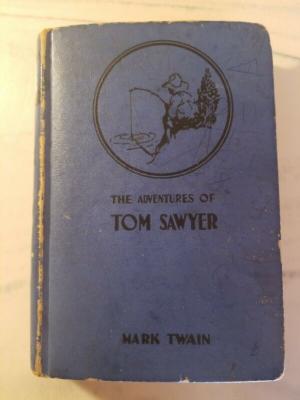 THE ADVENTURES OF
TOM SAWYER
MARK TWAIN